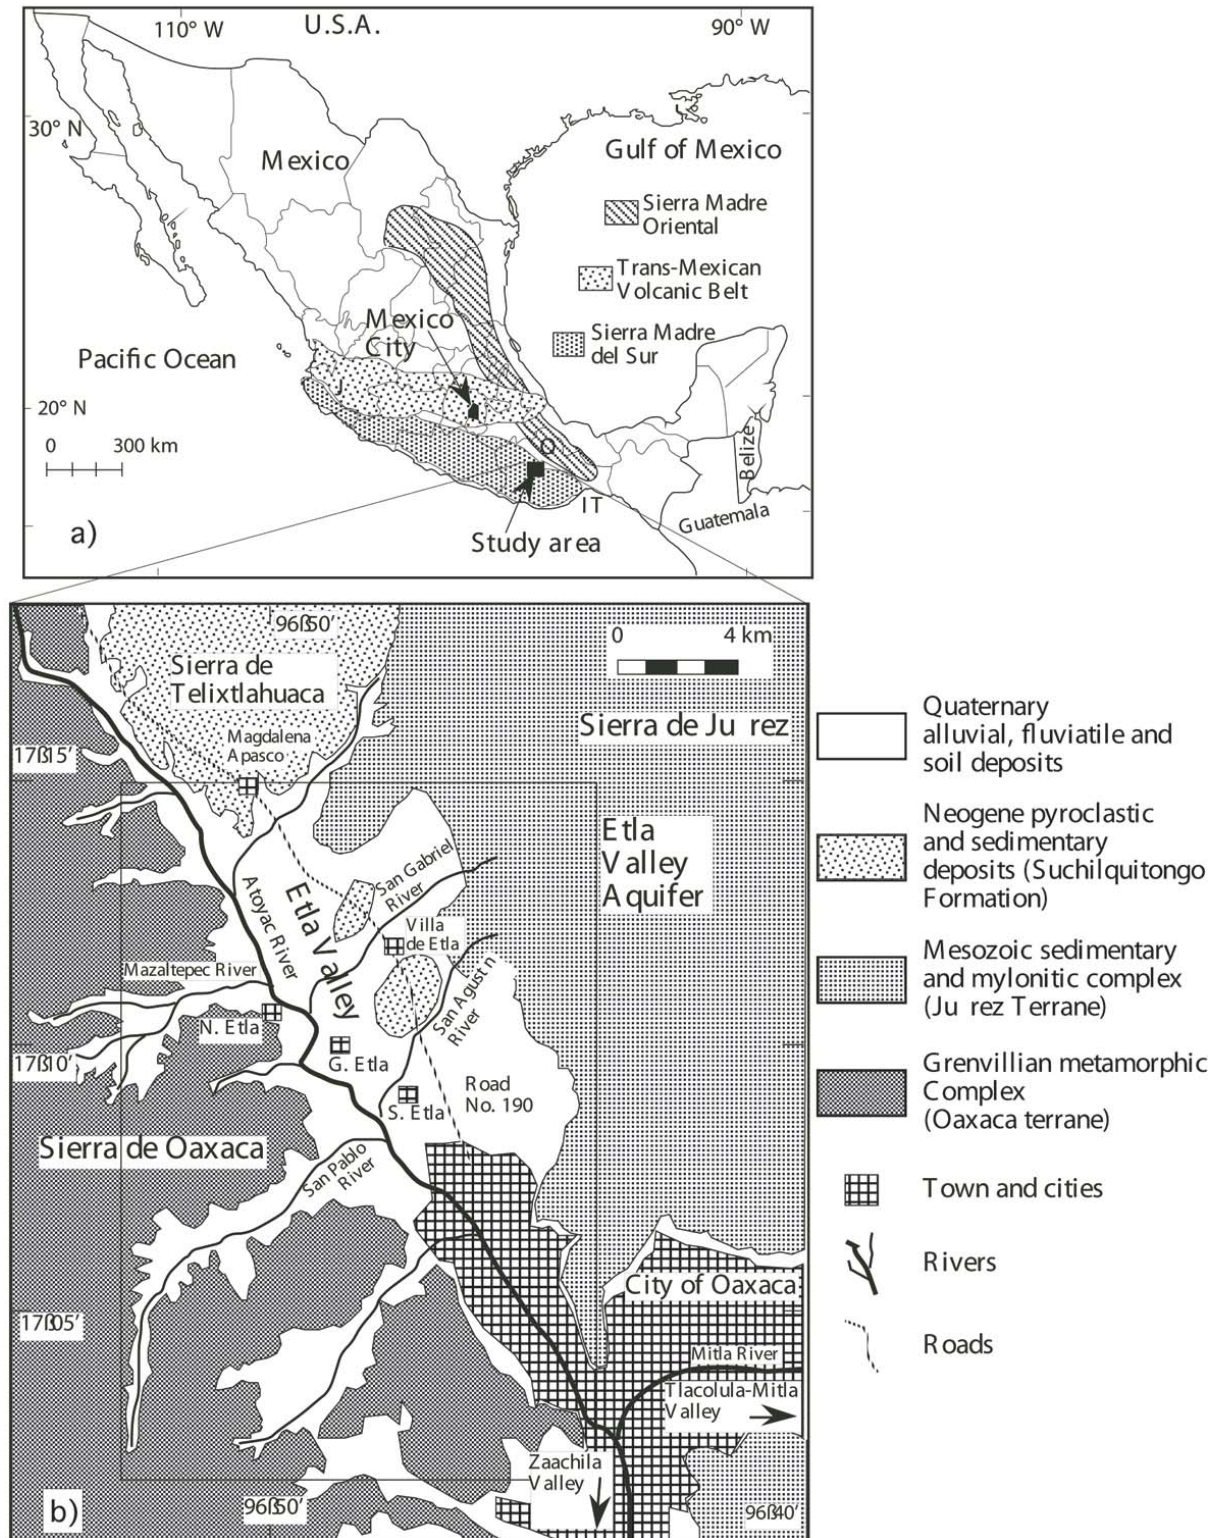 110° W
U.S.A.
90° W
30° N
Mexico
Gulf of Mexico
Sierra Madre
Oriental
Trans-Mexican
Volcanic Belt
Mexico
City
Sierra Madre
del Sur
Pacific Ocean
J
20° N
0 300 km
O
Belize
IT
Guatemala
a)
Study area
96ß50’
0 4 km
Sierra de
Telixtlahuaca
Sierra de Ju rez
Magdalena
Apasco
17ß15’
Etla
Valley
Aquifer
San Gabriel
River
Atoyac River
Etla Valley
Villa
de Etla
Mazaltepec River
San Agust n
River
N. Etla
G. Etla
17ß10’
Road
No. 190
S. Etla
Sierra de Oaxaca
San Pablo
River
City of Oaxaca
17ß05’
Mitla River
Tlacolula-Mitla
Valley
Zaachila
Valley
b)
96ß50’
96ß40’
Quaternary
alluvial, fluviatile and
soil deposits
Neogene pyroclastic
and sedimentary
deposits (Suchilquitongo
Formation)
Mesozoic sedimentary
and mylonitic complex
(Ju rez Terrane)
Grenvillian metamorphic
Complex
(Oaxaca terrane)
Town and cities
Rivers
Roads